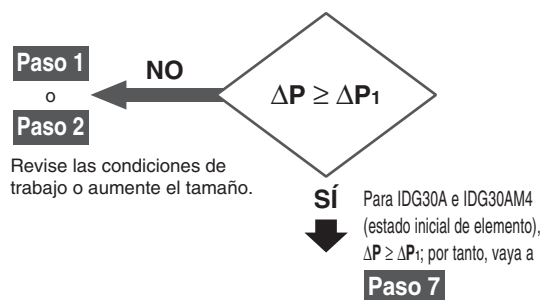 Paso 1
NO
o
Paso 2
Revise las condiciones de
trabajo o aumente el tamaño.
ΔP ≥ ΔP₁
SÍ
Para IDG30A e IDG30AM4
(estado inicial de elemento),
ΔP ≥ ΔP₁; por tanto, vaya a
Paso 7